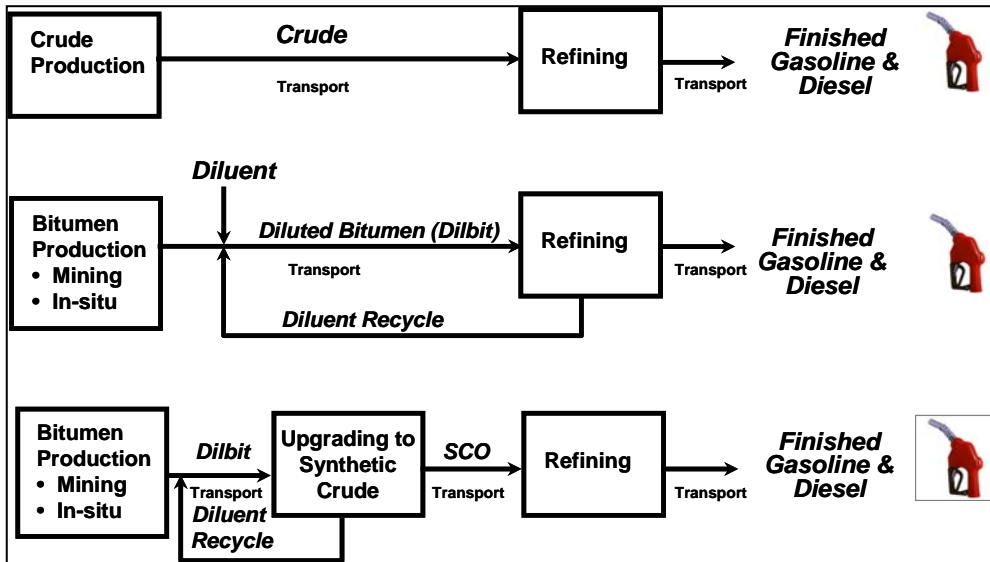 Crude
Production
Crude
Transport
Refining
Transport
Finished
Gasoline &
Diesel
Diluent
Bitumen
Production
• Mining
• In-situ
Diluted Bitumen (Dilbit)
Transport
Diluent Recycle
Refining
Transport
Finished
Gasoline &
Diesel
Bitumen
Production
• Mining
• In-situ
Dilbit
Transport
Diluent
Recycle
Upgrading to
Synthetic
Crude
SCO
Transport
Refining
Transport
Finished
Gasoline &
Diesel